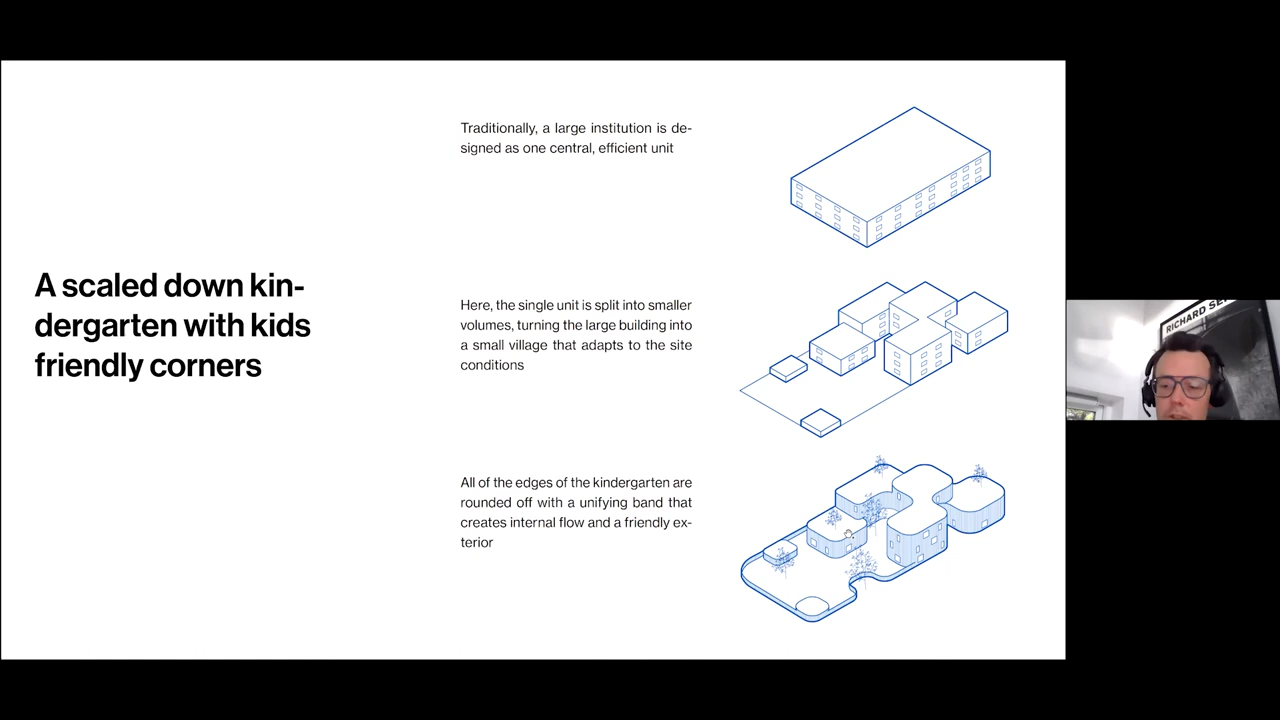 A scaled down kin-
dergarten with kids
friendly corners
Traditionally, a large institution is de-
signed as one central, efficient unit
Here, the single unit is split into smaller
volumes, turning the large building into
a small village that adapts to the site
conditions
All of the edges of the kindergarten are
rounded off with a unifying band that
creates internal flow and a friendly ex-
terior
RICHARD SE